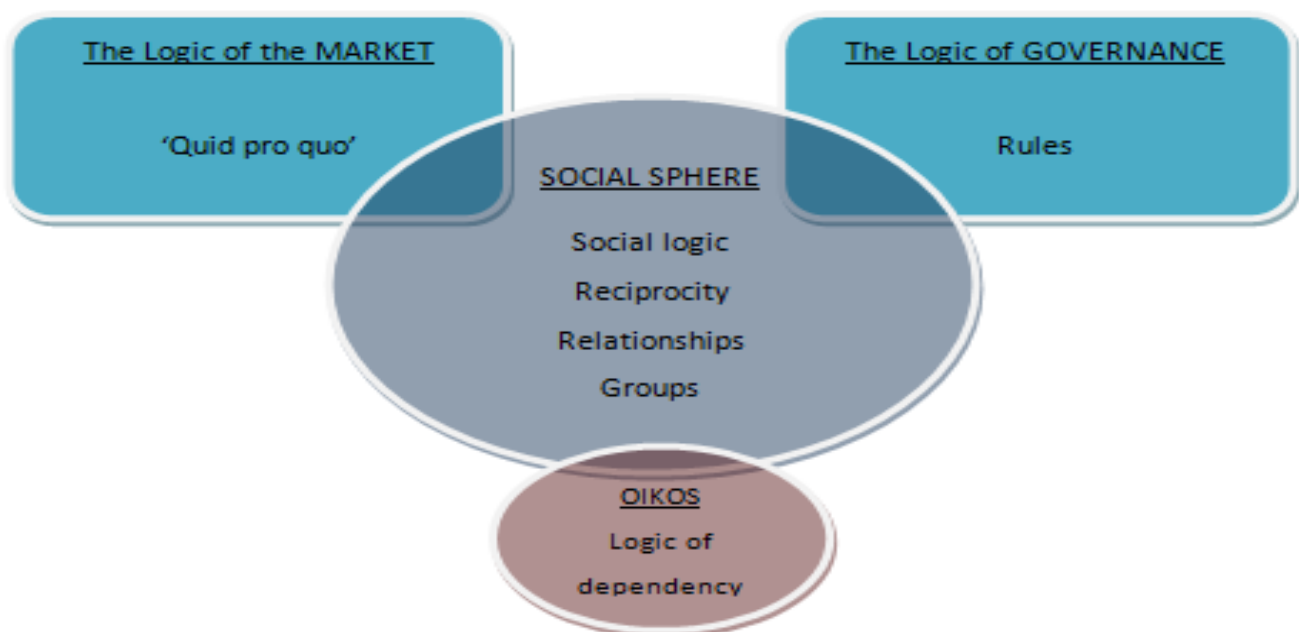 The Logic of the MARKET
‘Quid pro quo’
The Logic of GOVERNANCE
Rules
SOCIAL SPHERE
Social logic
Reciprocity
Relationships
Groups
OIKOS
Logic of
dependency